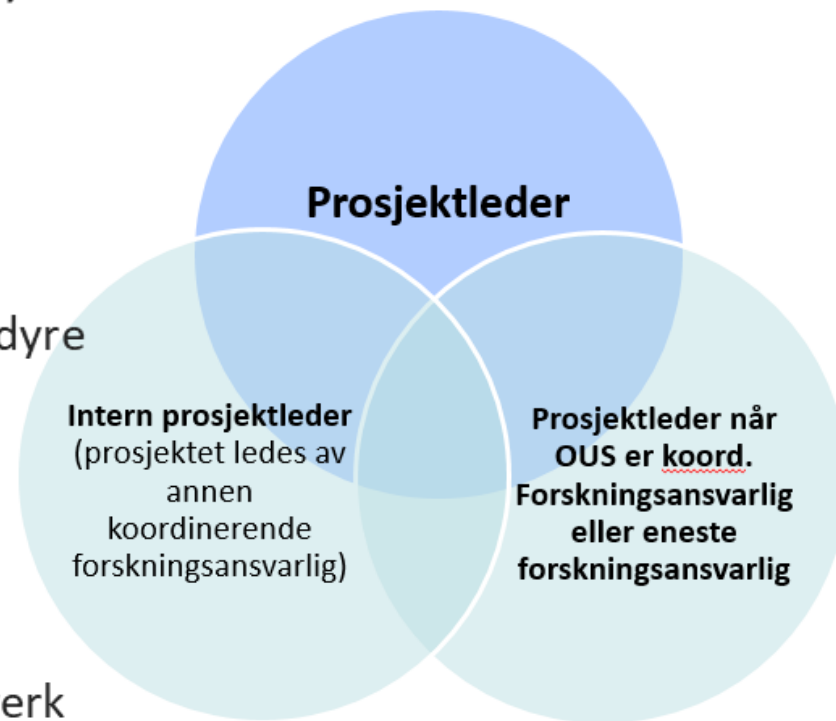 Prosjektleder
dyre
Intern prosjektleder
(prosjektet ledes av
annen
koordinerende
forskningsansvarlig)
Prosjektleder når
OUS er koord.
Forskningsansvarlig
eller eneste
forskningsansvarlig
erk